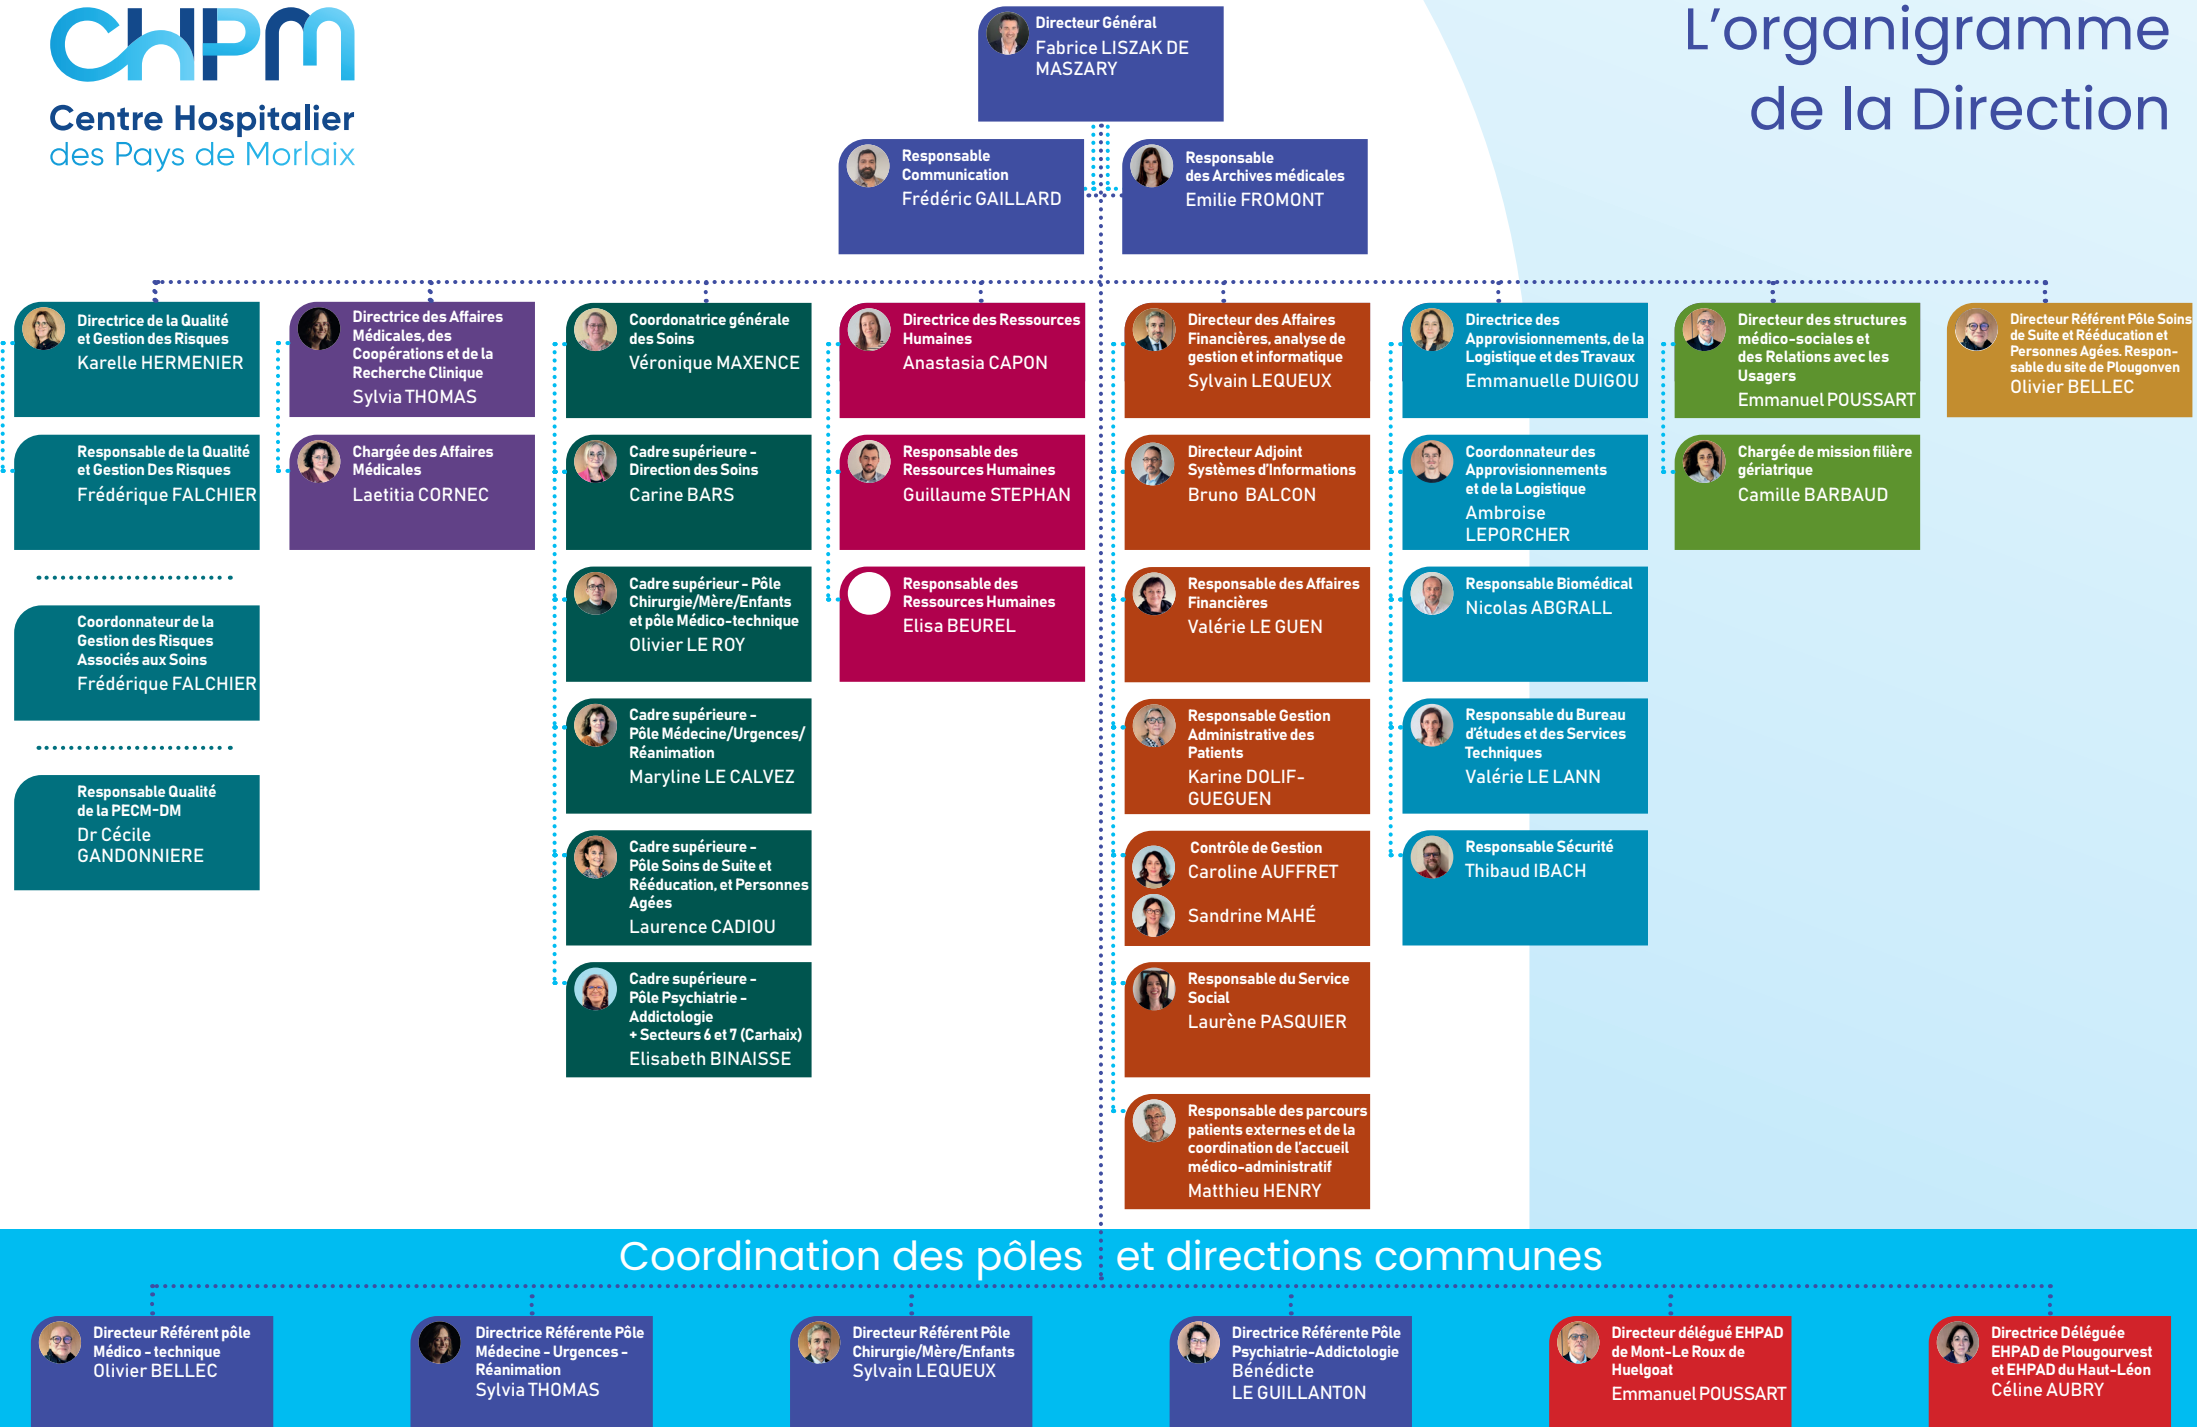 CHPM
Centre Hospitalier
des Pays de Morlaix
L'organigramme
de la Direction
Directeur Général
Fabrice LISZAK DE
MASZARY
Responsable
Communication
Frédéric GAILLARD
Responsable
des Archives médicales
Emilie FROMONT
Directrice de la Qualité
et Gestion des Risques
Karelle HERMENIER
Responsable de la Qualité
et Gestion Des Risques
Frédérique FALCHIER
Coordonnateur de la
Gestion des Risques
Associés aux Soins
Frédérique FALCHIER
Responsable Qualité
de la PECM-DM
Dr Cécile
GANDONNIERE
Directrice des Affaires
Médicales, des
Coopérations et de la
Recherche Clinique
Sylvia THOMAS
Chargée des Affaires
Médicales
Laetitia CORNEC
Coordonatrice générale
des Soins
Véronique MAXENCE
Cadre supérieure -
Direction des Soins
Carine BARS
Cadre supérieur - Pôle
Chirurgie/Mère/Enfants
et pôle Médico-technique
Olivier LE ROY
Cadre supérieure -
Pôle Médecine/Urgences/
Réanimation
Maryline LE CALVEZ
Cadre supérieure -
Pôle Soins de Suite et
Rééducation, et Personnes
Agées
Laurence CADIOU
Cadre supérieure -
Pôle Psychiatrie -
Addictologie
+ Secteurs 6 et 7 (Carhaix)
Elisabeth BINAISSE
Directrice des Ressources
Humaines
Anastasia CAPON
Responsable des
Ressources Humaines
Guillaume STEPHAN
Responsable des
Ressources Humaines
Elisa BEUREL
Directeur des Affaires
Financières, analyse de
gestion et informatique
Sylvain LEQUEUX
Directeur Adjoint
Systèmes d'Informations
Bruno BALCON
Responsable des Affaires
Financières
Valérie LE GUEN
Responsable Gestion
Administrative des
Patients
Karine DOLIF-
GUEGUEN
Contrôle de Gestion
Caroline AUFFRET
Sandrine MAHÉ
Responsable du Service
Social
Laurène PASQUIER
Responsable des parcours
patients externes et de la
coordination de l'accueil
médico-administratif
Matthieu HENRY
Directrice des
Approvisionnements, de la
Logistique et des Travaux
Emmanuelle DUIGOU
Coordonnateur des
Approvisionnements
et de la Logistique
Ambroise
LEPORCHER
Responsable Biomédical
Nicolas ABGRALL
Responsable du Bureau
d'études et des Services
Techniques
Valérie LE LANN
Responsable Sécurité
Thibaud IBACH
Directeur des structures
médico-sociales et
des Relations avec les
Usagers
Emmanuel POUSSART
Chargée de mission filière
gériatrique
Camille BARBAUD
Directeur Référent Pôle Soins
de Suite et Rééducation et
Personnes Agées. Respon-
sable du site de Plougonven
Olivier BELLEC
Coordination des pôles et directions communes
Directeur Référent pôle
Médico - technique
Olivier BELLEC
Directrice Référente Pôle
Médecine - Urgences -
Réanimation
Sylvia THOMAS
Directeur Référent Pôle
Chirurgie/Mère/Enfants
Sylvain LEQUEUX
Directrice Référente Pôle
Psychiatrie-Addictologie
Bénédicte
LE GUILLANTON
Directeur délégué EHPAD
de Mont-Le Roux de
Huelgoat
Emmanuel POUSSART
Directrice Déléguée
EHPAD de Plougourvest
et EHPAD du Haut-Léon
Céline AUBRY